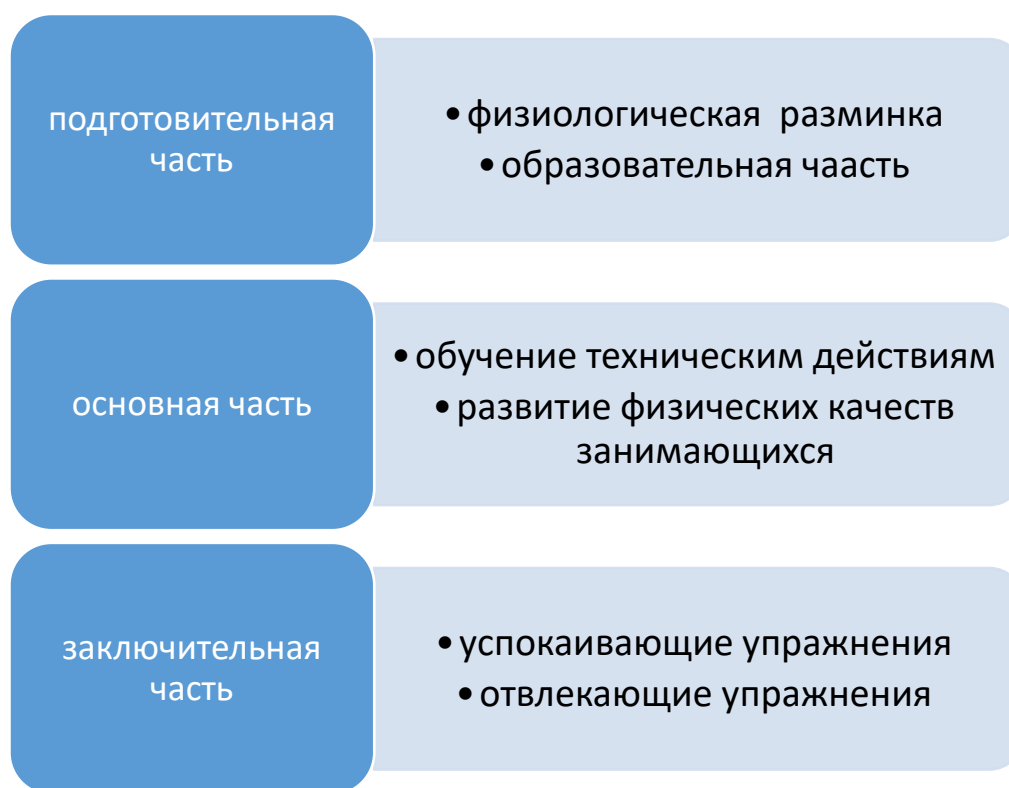 подготовительная
часть
•физиологическая разминка
•образовательная чаасть
основная часть
•обучение техническим действиям
•развитие физических качеств
занимающихся
заключительная
часть
•успокаивающие упражнения
•отвлекающие упражнения